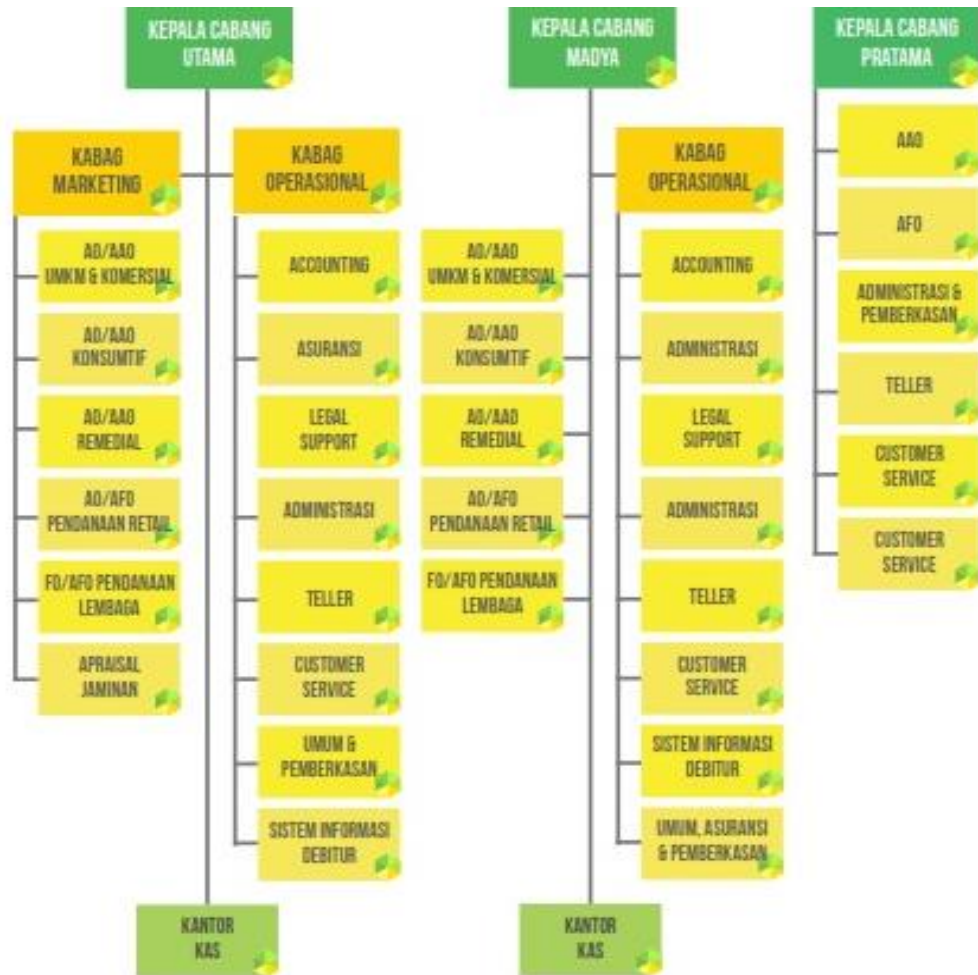 KEPALA CABANG
UTAMA
KABAG
MARKETING
AO/AAO
UMKM & KOMERSIAL
AO/AAO
KONSUMTIF
AO/AAO
REMEDIAL
AO/AFO
PENDANAAN RETAIL
FO/AFO PENDANAAN
LEMBAGA
APRAISAL
JAMINAN
KABAG
OPERASIONAL
ACCOUNTING
ASURANSI
LEGAL
SUPPORT
ADMINISTRASI
TELLER
CUSTOMER
SERVICE
UMUM &
PEMBERKASAN
SISTEM INFORMASI
DEBITUR
KANTOR
KAS
KEPALA CABANG
MADYA
AO/AAO
UMKM & KOMERSIAL
AO/AAO
KONSUMTIF
AO/AAO
REMEDIAL
AO/AFO
PENDANAAN RETAIL
FO/AFO PENDANAAN
LEMBAGA
KABAG
OPERASIONAL
ACCOUNTING
ADMINISTRASI
LEGAL
SUPPORT
ADMINISTRASI
TELLER
CUSTOMER
SERVICE
SISTEM INFORMASI
DEBITUR
UMUM, ASURANSI
& PEMBERKASAN
KANTOR
KAS
KEPALA CABANG
PRATAMA
AAO
AFO
ADMINISTRASI &
PEMBERKASAN
TELLER
CUSTOMER
SERVICE
CUSTOMER
SERVICE